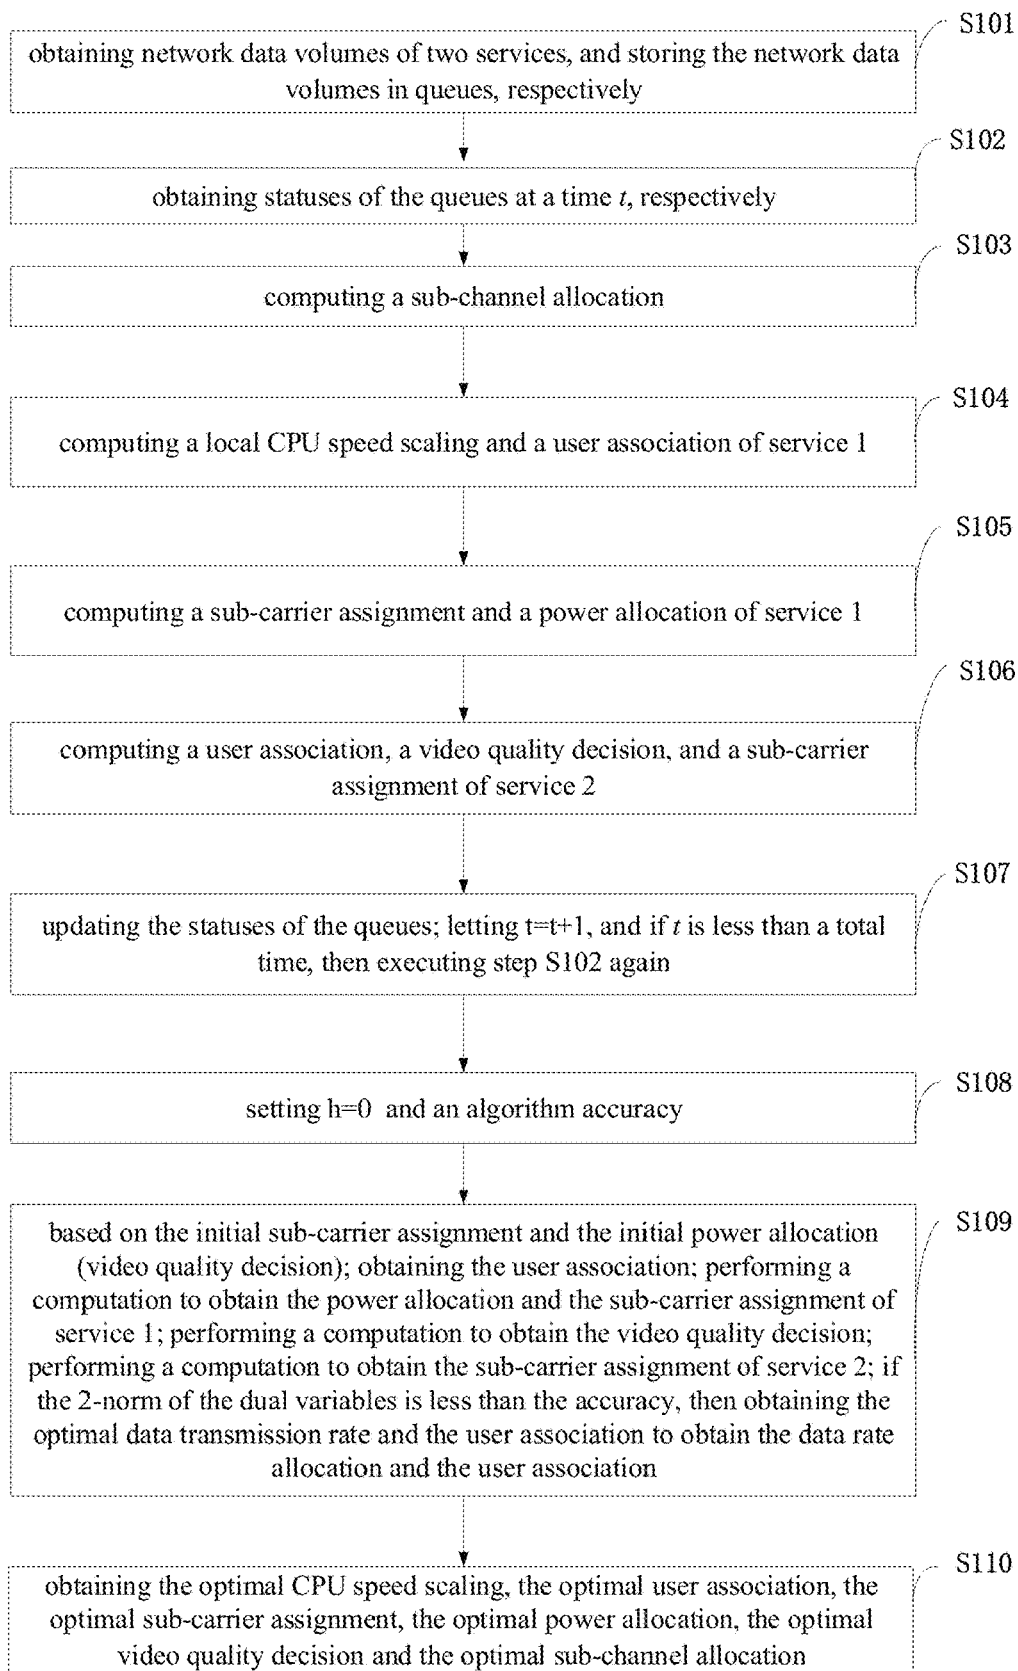 S101
obtaining network data volumes of two services, and storing the network data
volumes in queues, respectively
S102
obtaining statuses of the queues at a time t, respectively
S103
computing a sub-channel allocation
S104
computing a local CPU speed scaling and a user association of service 1
S105
computing a sub-carrier assignment and a power allocation of service 1
S106
computing a user association, a video quality decision, and a sub-carrier
assignment of service 2
S107
updating the statuses of the queues; letting t=t+1, and if t is less than a total
time, then executing step S102 again
S108
setting h=0 and an algorithm accuracy
S109
based on the initial sub-carrier assignment and the initial power allocation
(video quality decision); obtaining the user association; performing a
computation to obtain the power allocation and the sub-carrier assignment of
service 1; performing a computation to obtain the video quality decision;
performing a computation to obtain the sub-carrier assignment of service 2; if
the 2-norm of the dual variables is less than the accuracy, then obtaining the
optimal data transmission rate and the user association to obtain the data rate
allocation and the user association
S110
obtaining the optimal CPU speed scaling, the optimal user association, the
optimal sub-carrier assignment, the optimal power allocation, the optimal
video quality decision and the optimal sub-channel allocation